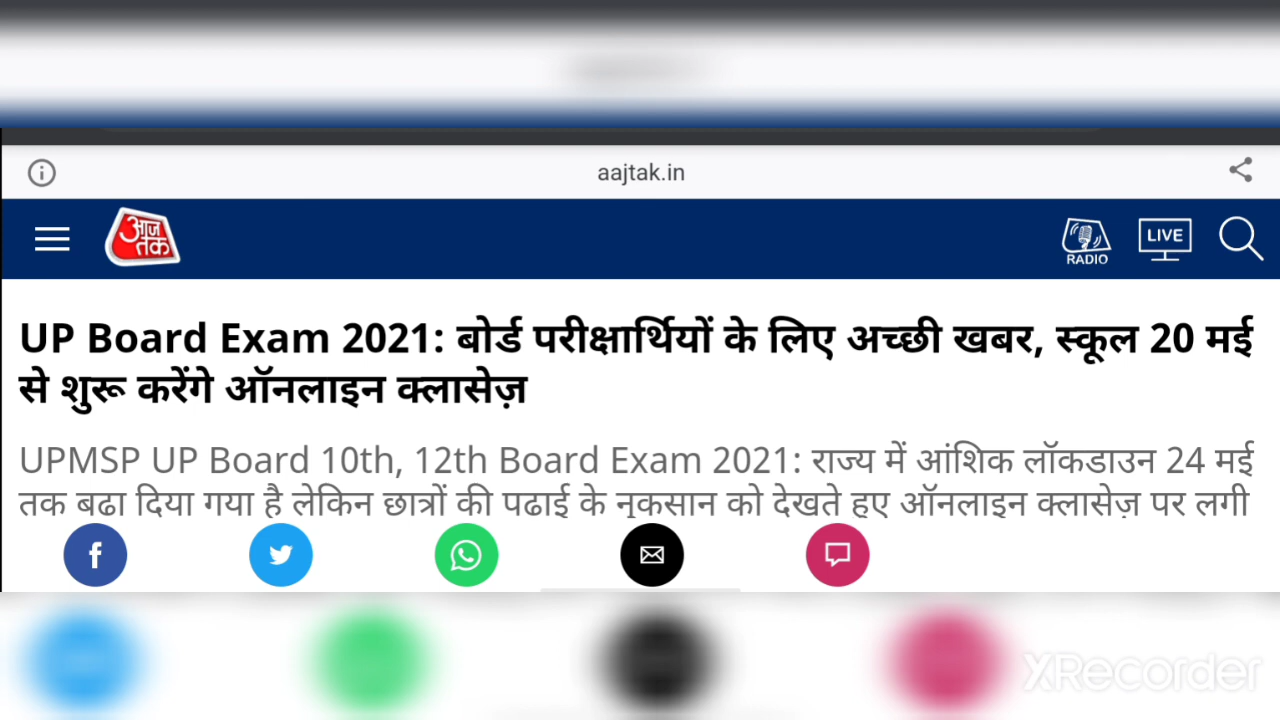 aajtak.in
आज
तक
RADIO
LIVE
UP Board Exam 2021: बोर्ड परीक्षार्थियों के लिए अच्छी खबर, स्कूल 20 मई
से शुरू करेंगे ऑनलाइन क्लासेज़
UPMSP UP Board 10th, 12th Board Exam 2021: राज्य में आंशिक लॉकडाउन 24 मई
तक बढ़ा दिया गया है लेकिन छात्रों की पढ़ाई के नुकसान को देखते हुए ऑनलाइन क्लासेज़ पर लगी
XRecorder